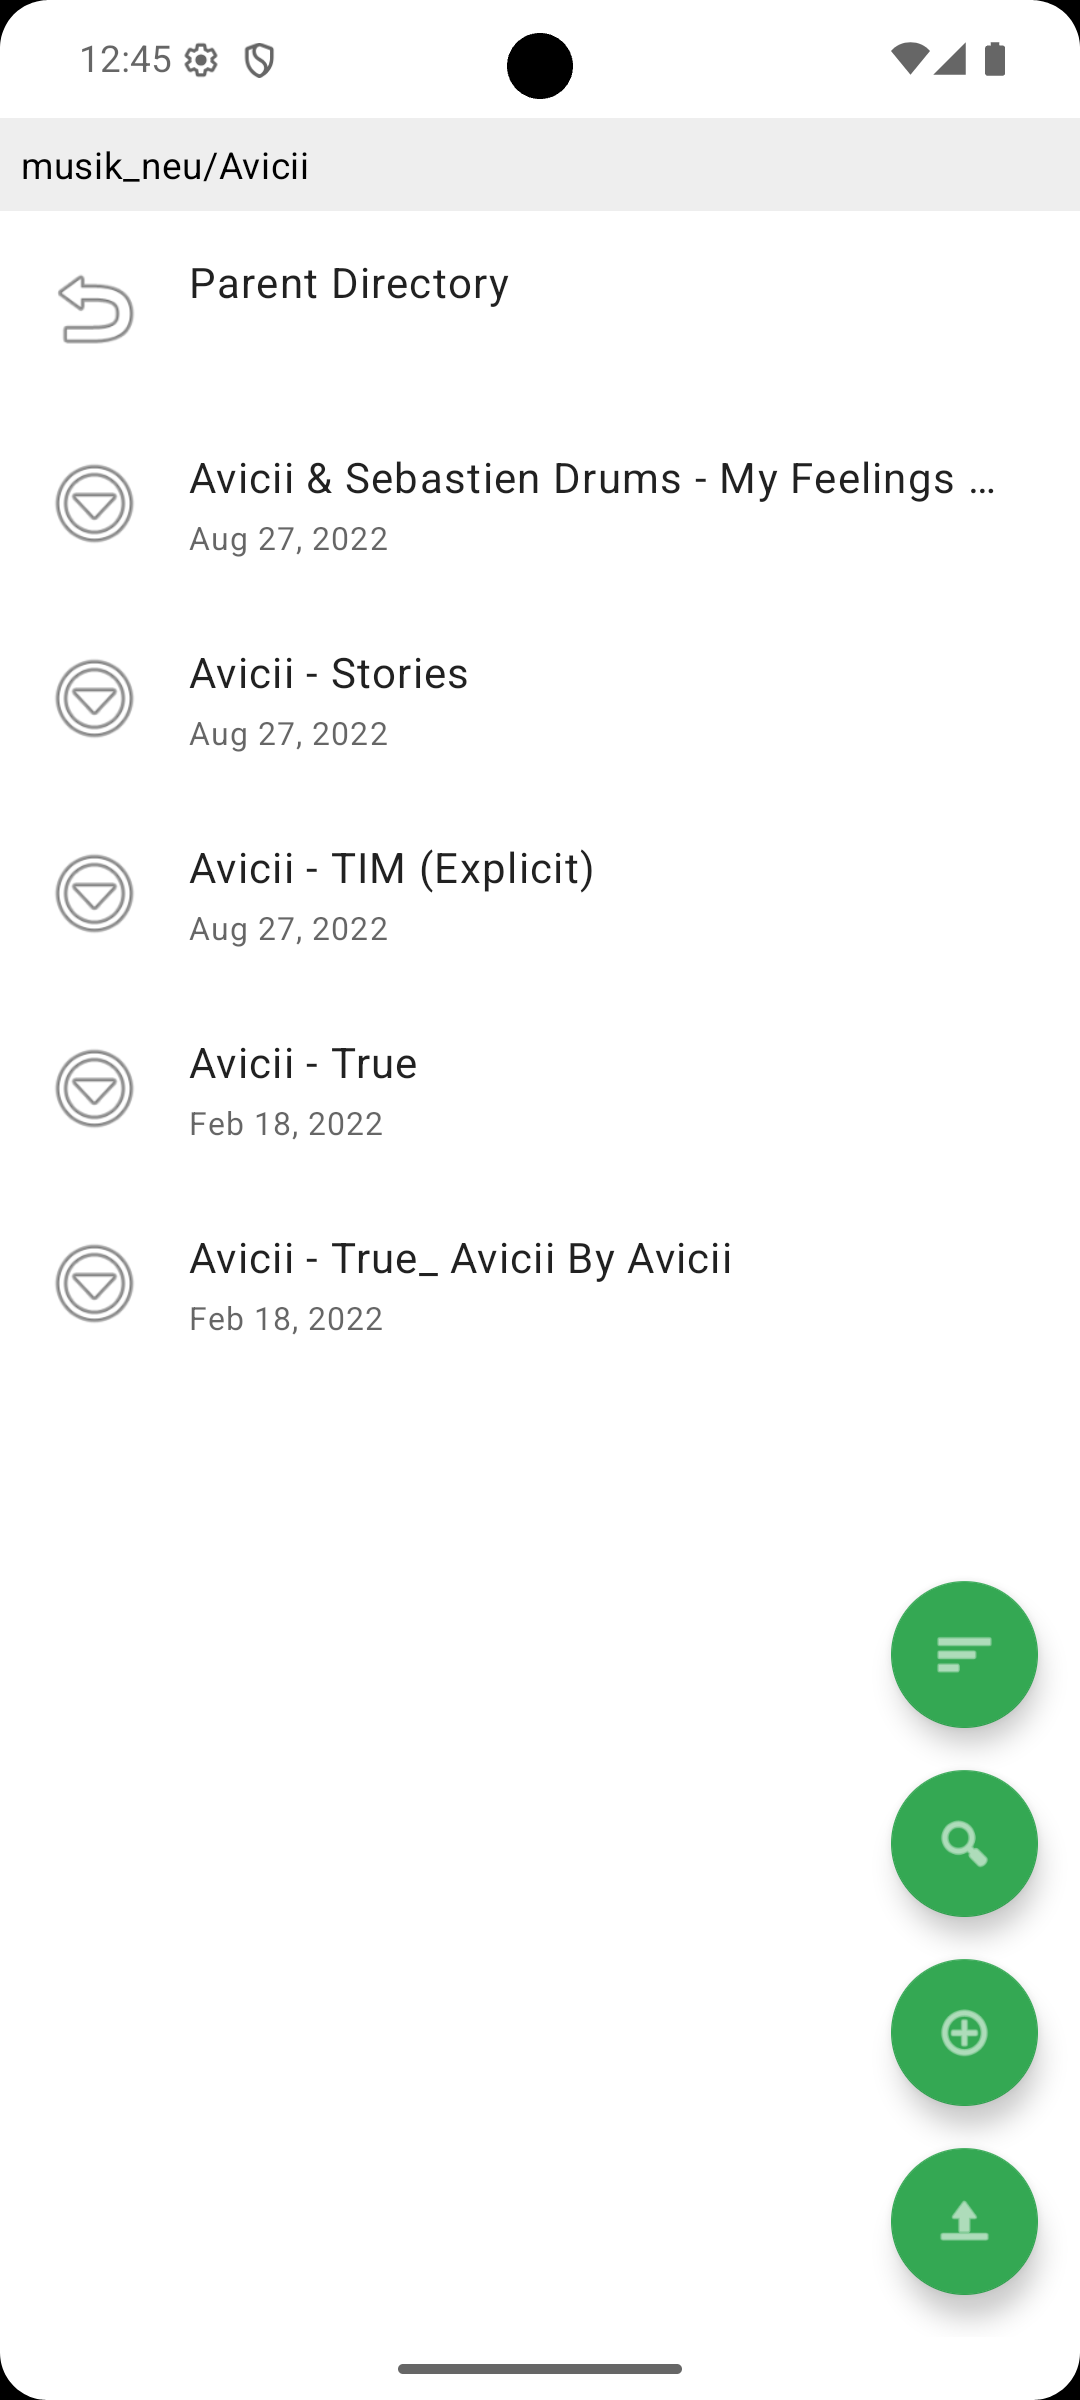 12:45
musik_neu/Avicii
Parent Directory
Avicii & Sebastien Drums - My Feelings ...
Aug 27, 2022
Avicii - Stories
Aug 27, 2022
Avicii - TIM (Explicit)
Aug 27, 2022
Avicii - True
Feb 18, 2022
Avicii - True_ Avicii By Avicii
Feb 18, 2022